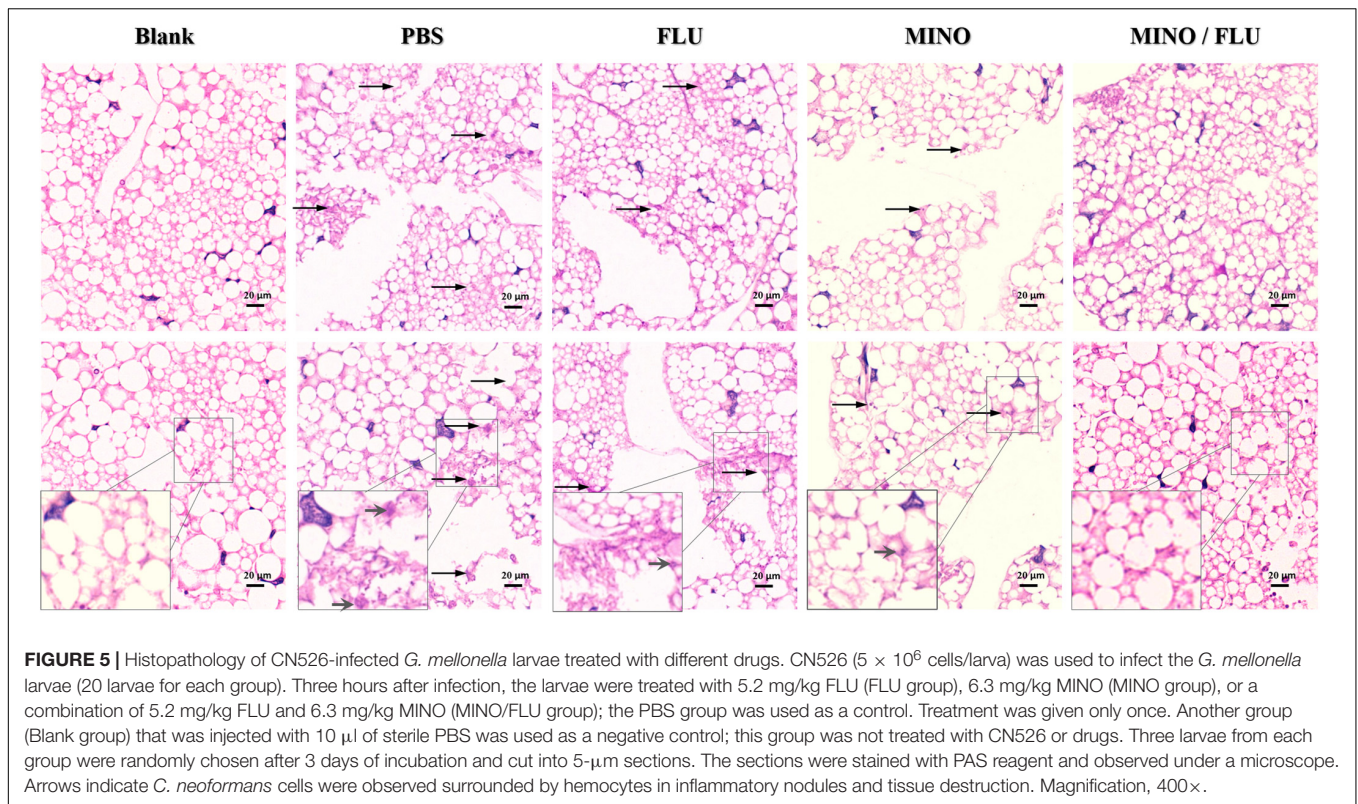 Blank PBS FLU MINO MINO / FLU
20 μm 20 μm 20 μm 20 μm 20 μm
20 μm 20 μm 20 μm 20 μm 20 μm
FIGURE 5 | Histopathology of CN526-infected G. mellonella larvae treated with different drugs. CN526 (5 × 10⁶ cells/larva) was used to infect the G. mellonella
larvae (20 larvae for each group). Three hours after infection, the larvae were treated with 5.2 mg/kg FLU (FLU group), 6.3 mg/kg MINO (MINO group), or a
combination of 5.2 mg/kg FLU and 6.3 mg/kg MINO (MINO/FLU group); the PBS group was used as a control. Treatment was given only once. Another group
(Blank group) that was injected with 10 μl of sterile PBS was used as a negative control; this group was not treated with CN526 or drugs. Three larvae from each
group were randomly chosen after 3 days of incubation and cut into 5-μm sections. The sections were stained with PAS reagent and observed under a microscope.
Arrows indicate C. neoformans cells were observed surrounded by hemocytes in inflammatory nodules and tissue destruction. Magnification, 400×.